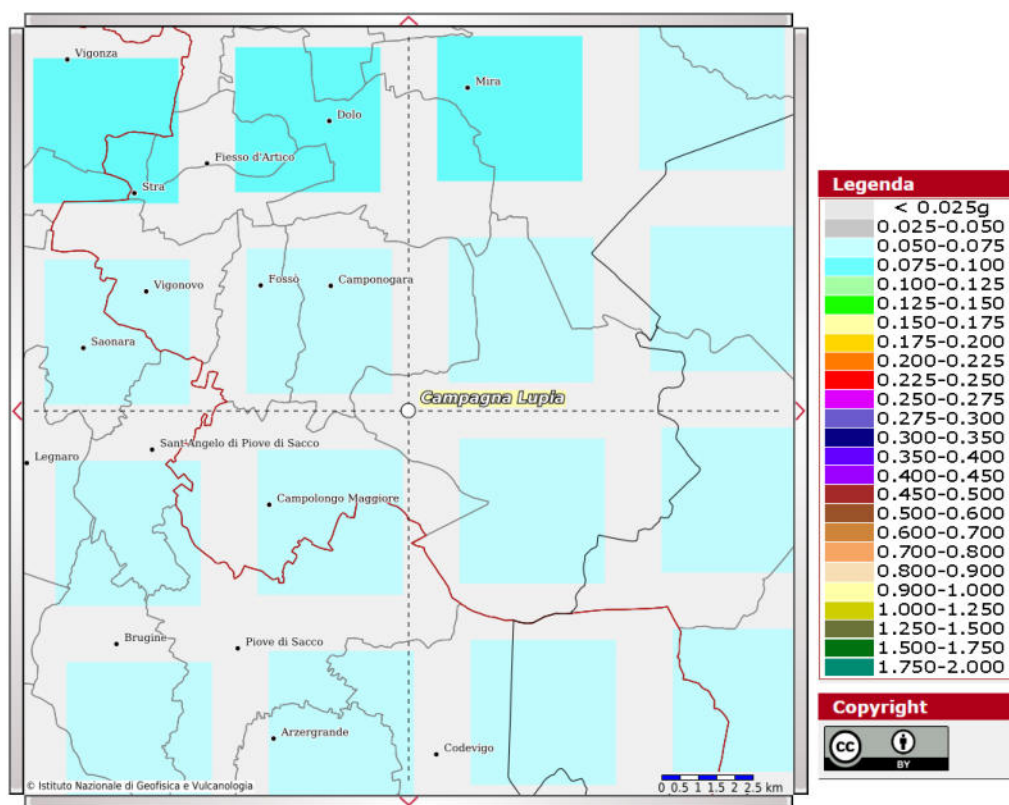 Vigonza
Mira
Dolo
Fiesso d'Artico
Stra
Vigonovo
Fossò
Camponogara
Saonara
Campagna Lupia
Sant'Angelo di Piove di Sacco
Legnaro
Campolongo Maggiore
Brugine
Piove di Sacco
Arzergrande
Codevigo
© Istituto Nazionale di Geofisica e Vulcanologia
0 0.5 1 1.5 2 2.5 km
Legenda
< 0.025g
0.025-0.050
0.050-0.075
0.075-0.100
0.100-0.125
0.125-0.150
0.150-0.175
0.175-0.200
0.200-0.225
0.225-0.250
0.250-0.275
0.275-0.300
0.300-0.350
0.350-0.400
0.400-0.450
0.450-0.500
0.500-0.600
0.600-0.700
0.700-0.800
0.800-0.900
0.900-1.000
1.000-1.250
1.250-1.500
1.500-1.750
1.750-2.000
Copyright
cc
BY